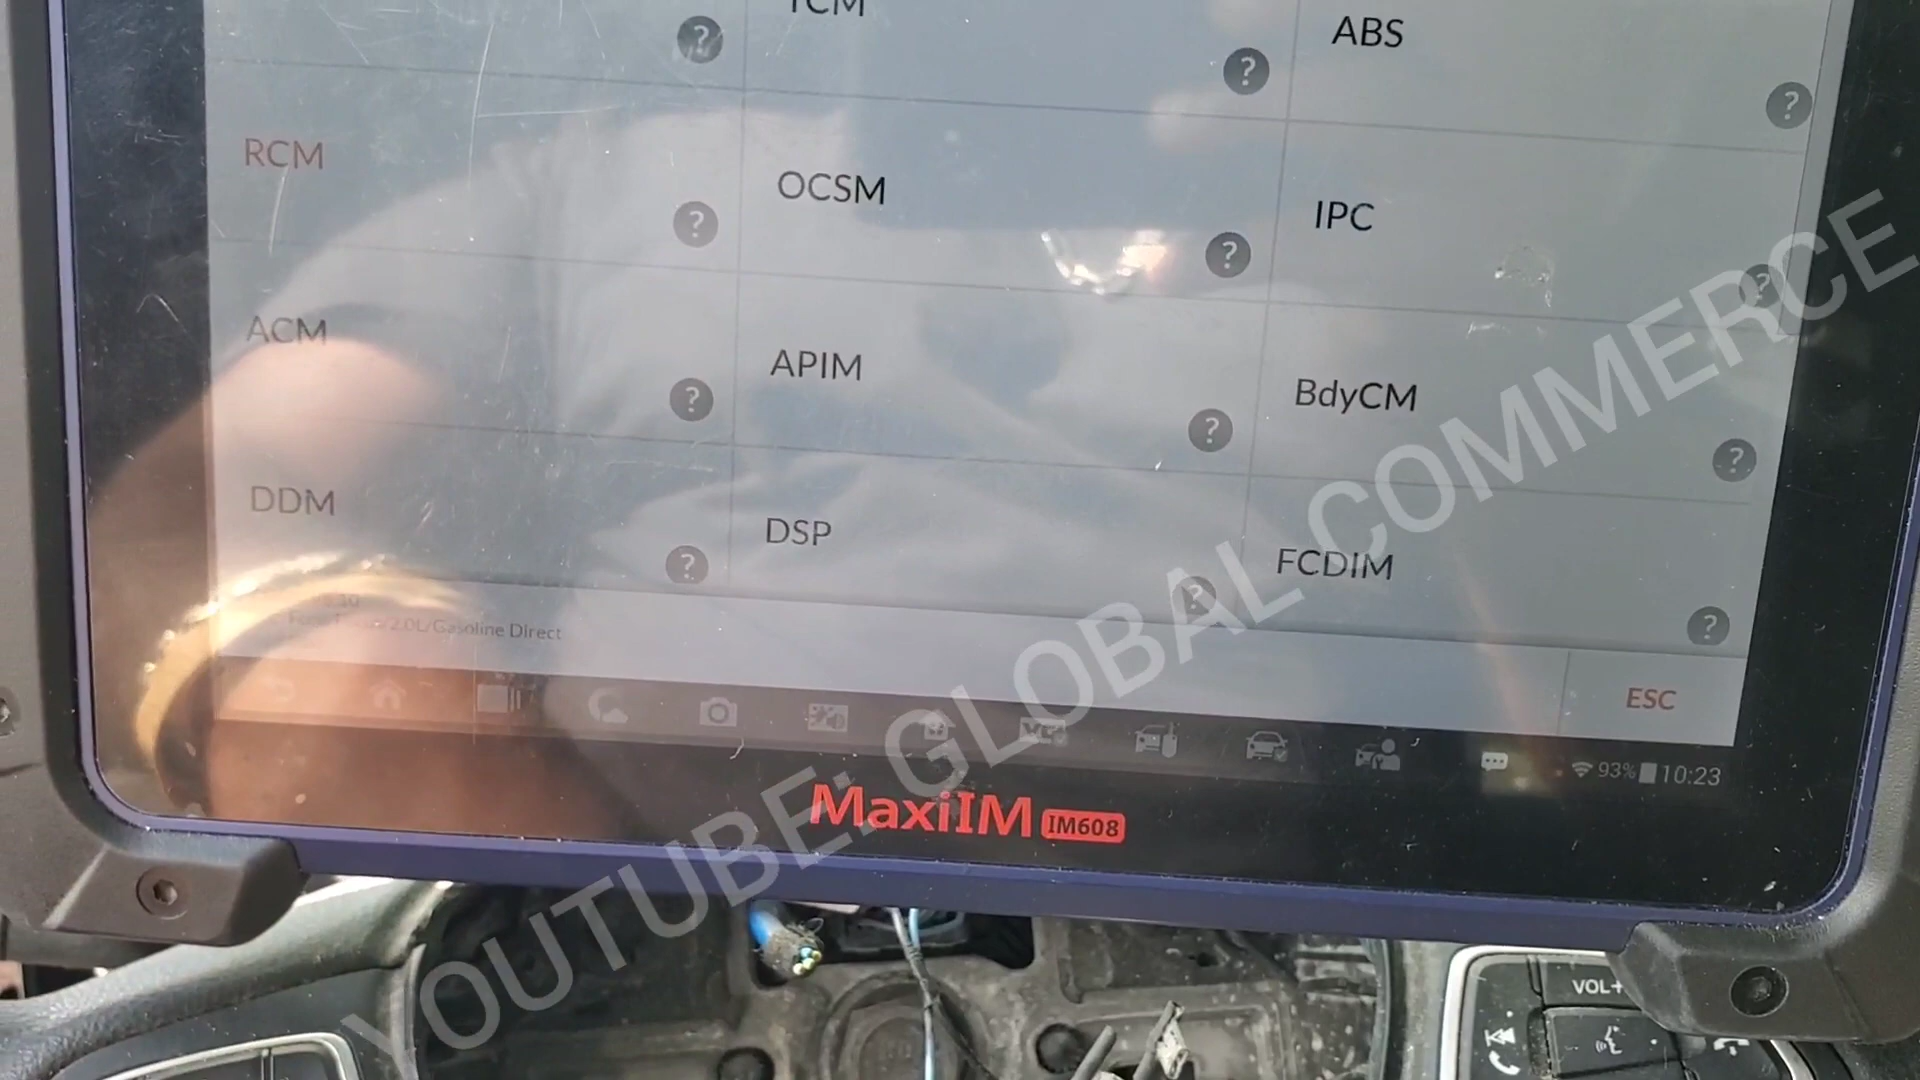 TCM
ABS
RCM
OCSM
IPC
ACM
APIM
BdyCM
DDM
DSP
FCDIM
/2.0L/Gasoline Direct
ESC
VCI
93% 10:23
MaxiIM IM608
YOUTUBE: GLOBAL COMMERCE
VOL+